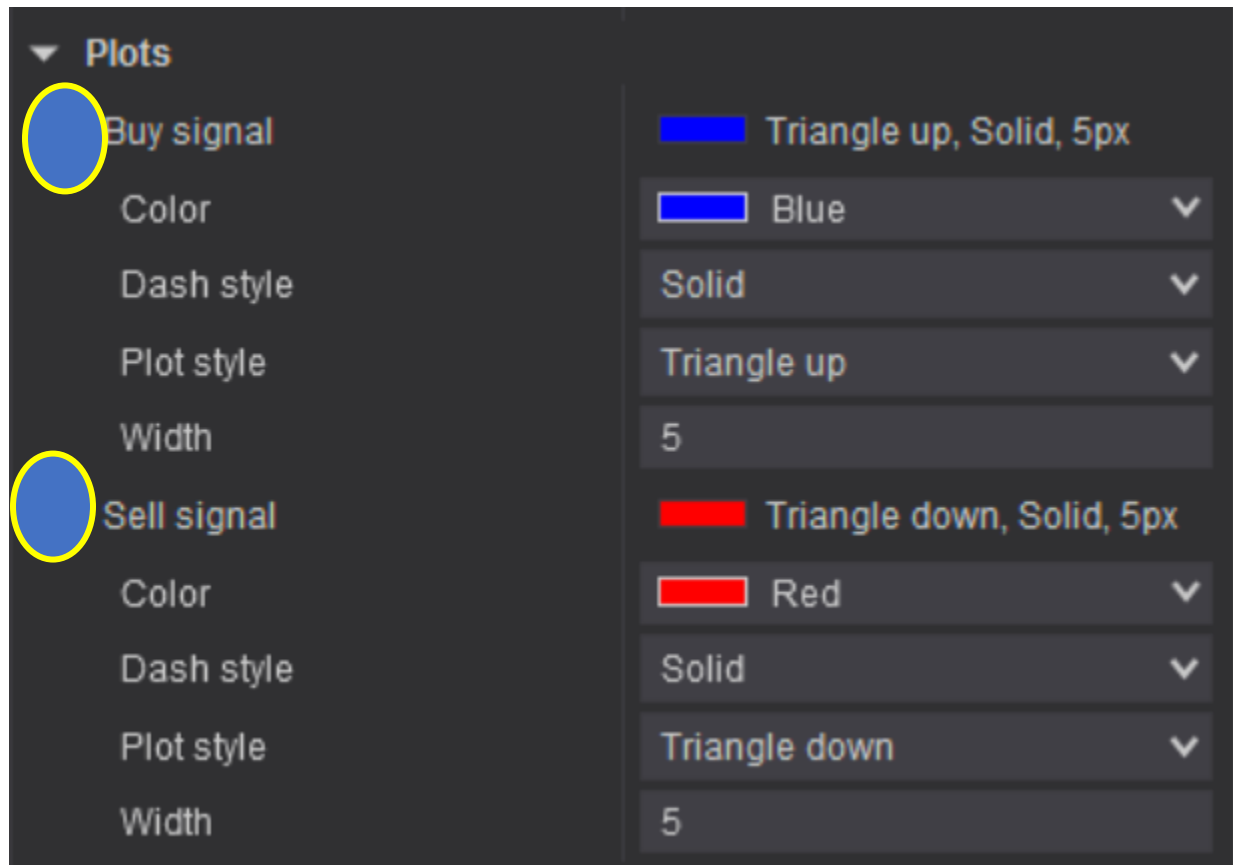 Plots
Buy signal Triangle up, Solid, 5px
Color Blue
Dash style Solid
Plot style Triangle up
Width 5
Sell signal Triangle down, Solid, 5px
Color Red
Dash style Solid
Plot style Triangle down
Width 5